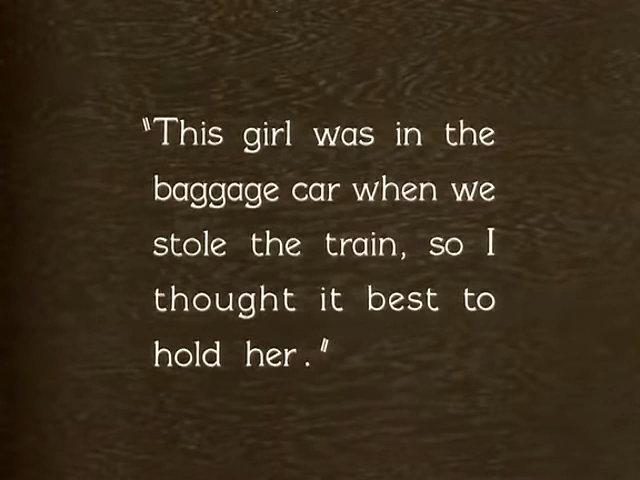 "This girl was in the
baggage car when we
stole the train, so I
thought it best to
hold her."